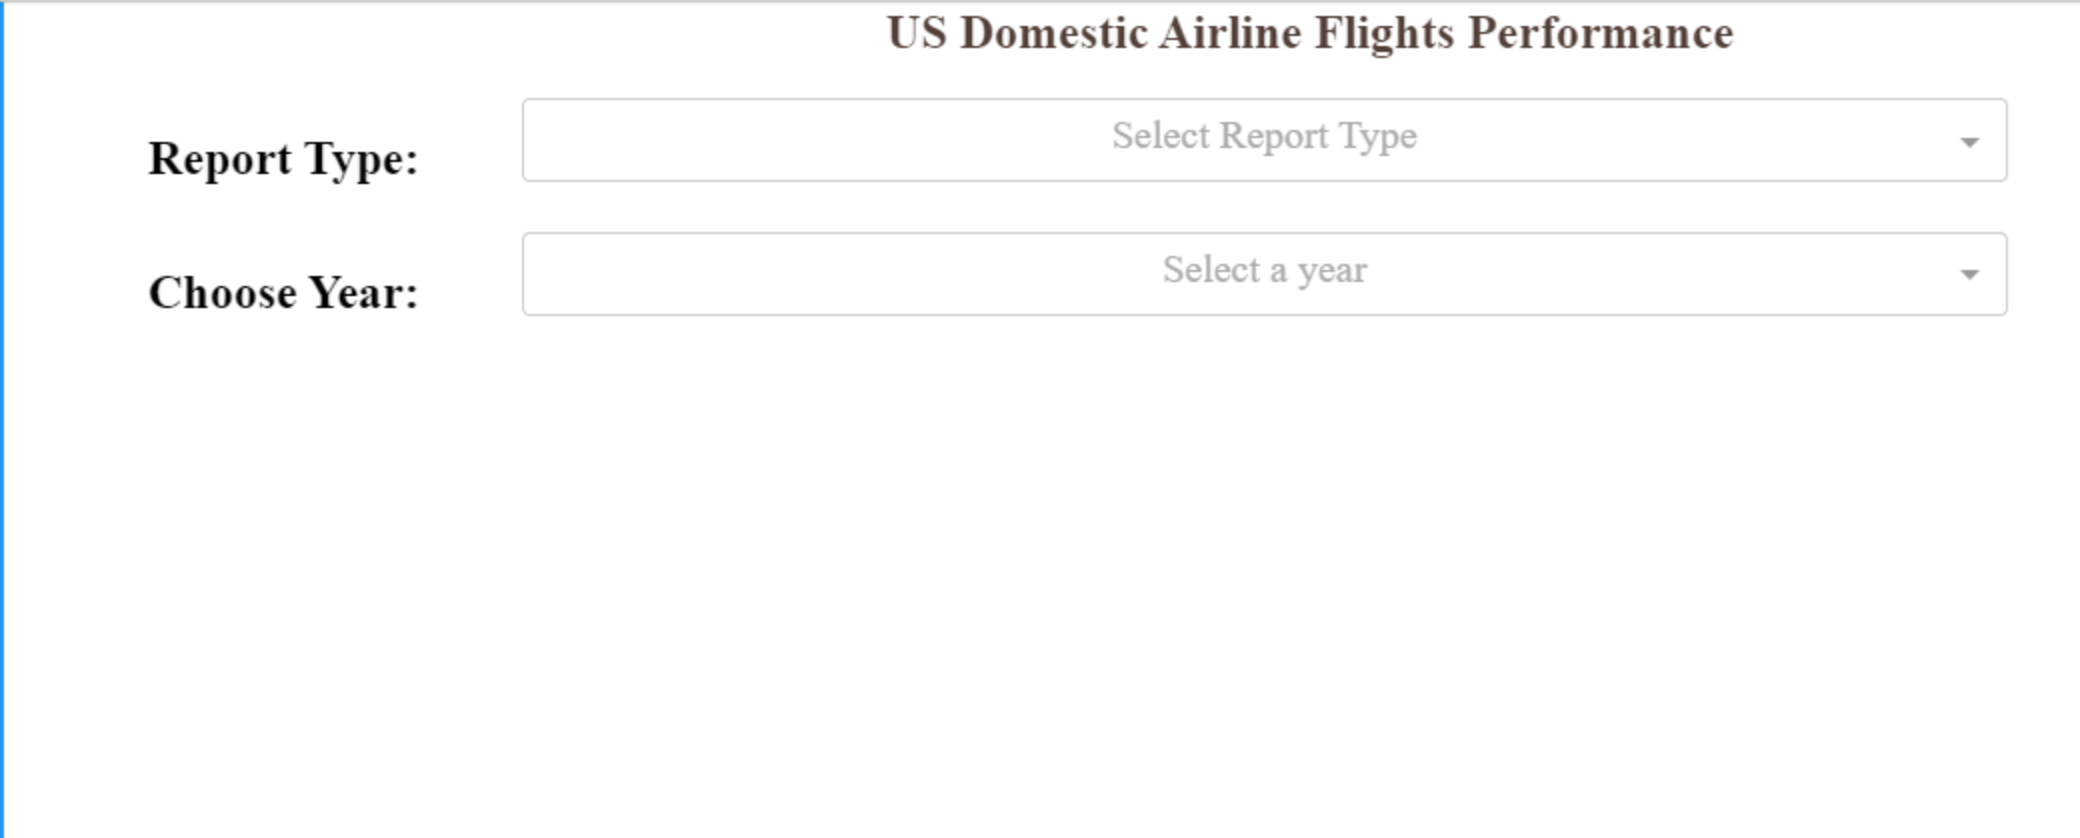 US Domestic Airline Flights Performance
Report Type:
Select Report Type
Choose Year:
Select a year